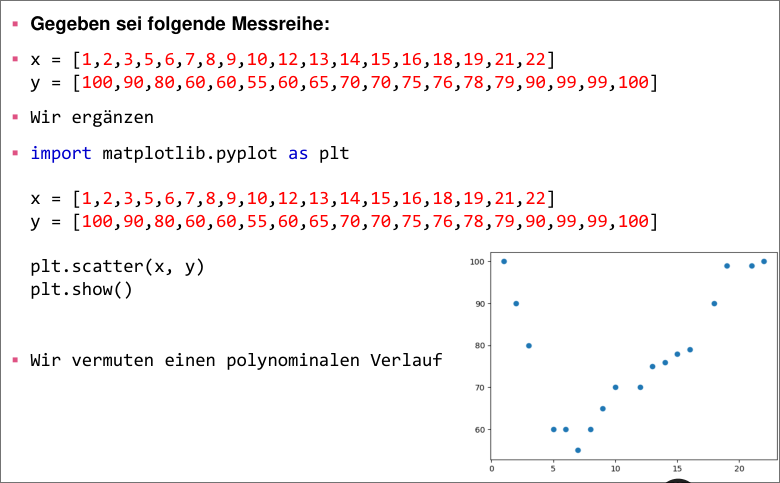 Gegeben sei folgende Messreihe:
x = [1,2,3,5,6,7,8,9,10,12,13,14,15,16,18,19,21,22]
y = [100,90,80,60,60,55,60,65,70,70,75,76,78,79,90,99,99,100]
Wir ergänzen
import matplotlib.pyplot as plt
x = [1,2,3,5,6,7,8,9,10,12,13,14,15,16,18,19,21,22]
y = [100,90,80,60,60,55,60,65,70,70,75,76,78,79,90,99,99,100]
plt.scatter(x, y)
plt.show()
Wir vermuten einen polynominalen Verlauf
100
90
80
70
60
0 5 10 15 20